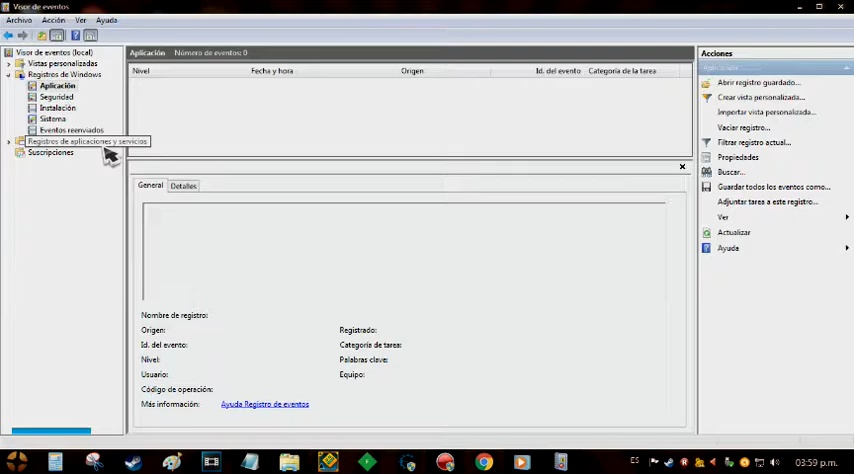 Visor de eventos
Archivo Acción Ver Ayuda
Visor de eventos (local)
Vistas personalizadas
Registros de Windows
Aplicación
Seguridad
Instalación
Sistema
Eventos reenviados
Registros de aplicaciones y servicios
Suscripciones
Aplicación Número de eventos: 0
Nivel Fecha y hora Origen Id. del evento Categoría de la tarea
General Detalles
Nombre de registro:
Origen: Registrado:
Id. del evento: Categoría de tarea:
Nivel: Palabras clave:
Usuario: Equipo:
Código de operación:
Más información: Ayuda Registro de eventos
Acciones
Aplicación
Abrir registro guardado...
Crear vista personalizada...
Importar vista personalizada...
Vaciar registro...
Filtrar registro actual...
Propiedades
Buscar...
Guardar todos los eventos como...
Adjuntar tarea a este registro...
Ver
Actualizar
Ayuda
ES 03:59 p.m.